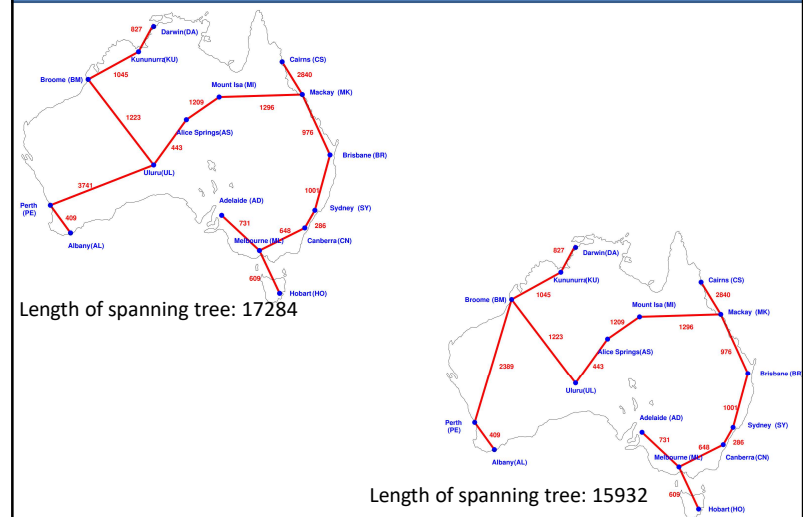 827
Darwin(DA)
Kununurra(KU)
Cairns (CS)
1045
2840
Broome (BM)
Mount Isa (MI)
Mackay (MK)
1209
1296
1223
Alice Springs(AS)
976
443
Brisbane (BR)
Uluru(UL)
3741
1001
Adelaide (AD)
Perth
(PE)
Sydney (SY)
731
286
409
648
Canberra(CN)
Albany(AL)
Melbourne(ML)
609
Hobart(HO)
Length of spanning tree: 17284
827
Darwin(DA)
Kununurra(KU)
Cairns (CS)
1045
2840
Broome (BM)
Mount Isa (MI)
Mackay (MK)
1209
1296
1223
Alice Springs(AS)
976
2389
443
Brisbane (BR)
Uluru(UL)
1001
Adelaide (AD)
Perth
(PE)
Sydney (SY)
731
286
409
648
Canberra(CN)
Albany(AL)
Melbourne(ML)
609
Hobart(HO)
Length of spanning tree: 15932